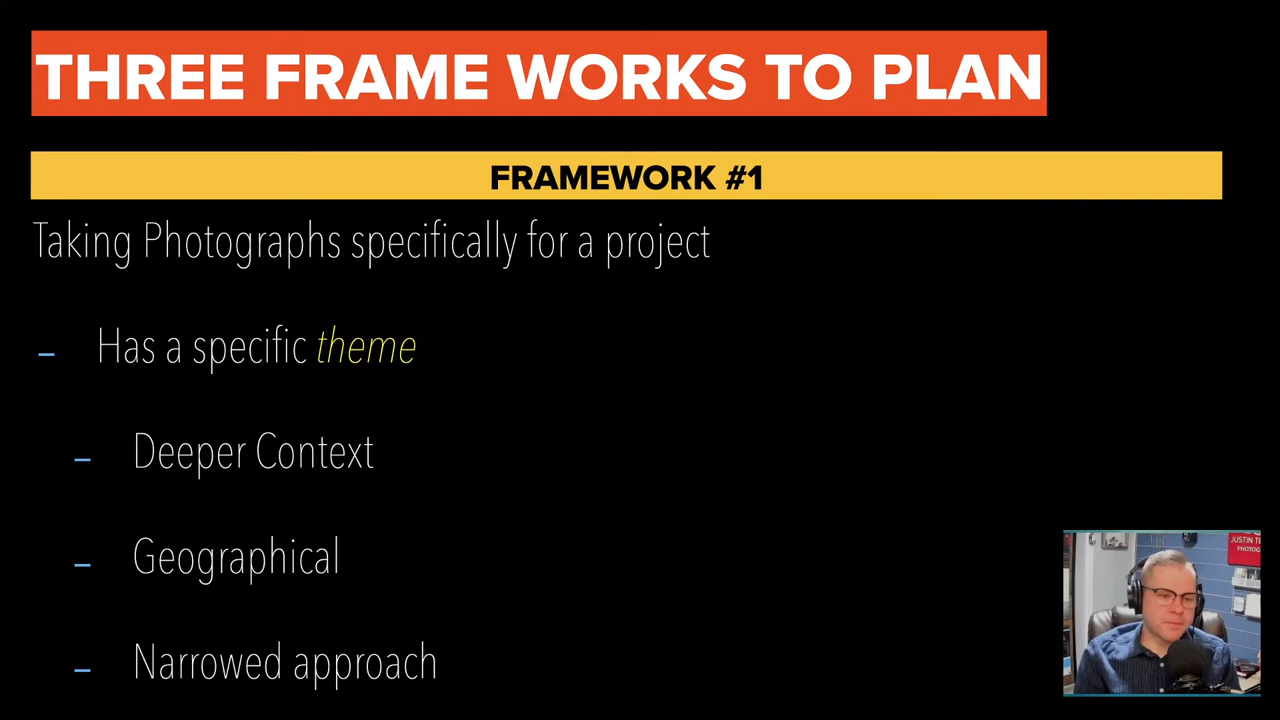 THREE FRAME WORKS TO PLAN
FRAMEWORK #1
Taking Photographs specifically for a project
– Has a specific theme
– Deeper Context
– Geographical
– Narrowed approach
JUSTIN